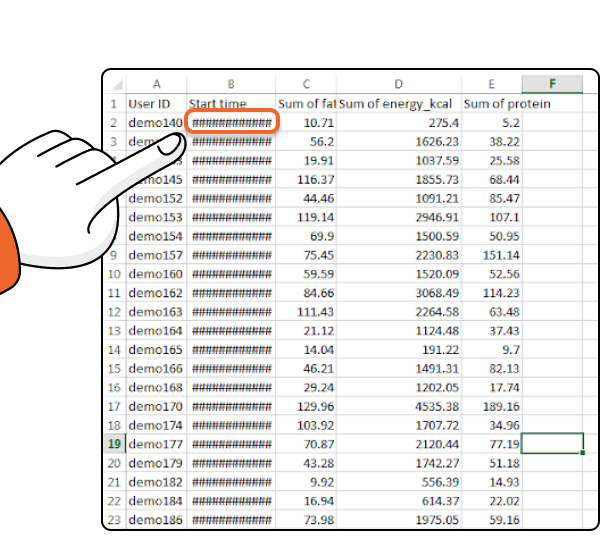 A B C D E F
1 User ID Start time Sum of fat Sum of energy_kcal Sum of protein
2 demo140 ############ 10.71 275.4 5.2
3 ############ 56.2 1626.23 38.22
############ 19.91 1037.59 25.58
demo145 ############ 116.37 1855.73 68.44
demo152 ############ 44.46 1091.21 85.47
demo153 ############ 119.14 2946.91 107.1
demo154 ############ 69.9 1500.59 50.95
9 demo157 ############ 75.45 2230.83 151.14
10 demo160 ############ 59.59 1520.09 52.56
11 demo162 ############ 84.66 3068.49 114.23
12 demo163 ############ 111.43 2264.58 63.48
13 demo164 ############ 21.12 1124.48 37.43
14 demo165 ############ 14.04 191.22 9.7
15 demo166 ############ 46.21 1491.31 82.13
16 demo168 ############ 29.24 1202.05 17.74
17 demo170 ############ 129.96 4535.38 189.16
18 demo174 ############ 103.92 1707.72 34.96
19 demo177 ############ 70.87 2120.44 77.19
20 demo179 ############ 43.28 1742.27 51.18
21 demo182 ############ 9.92 556.39 14.93
22 demo184 ############ 16.94 614.37 22.02
23 demo186 ############ 73.98 1975.05 59.16